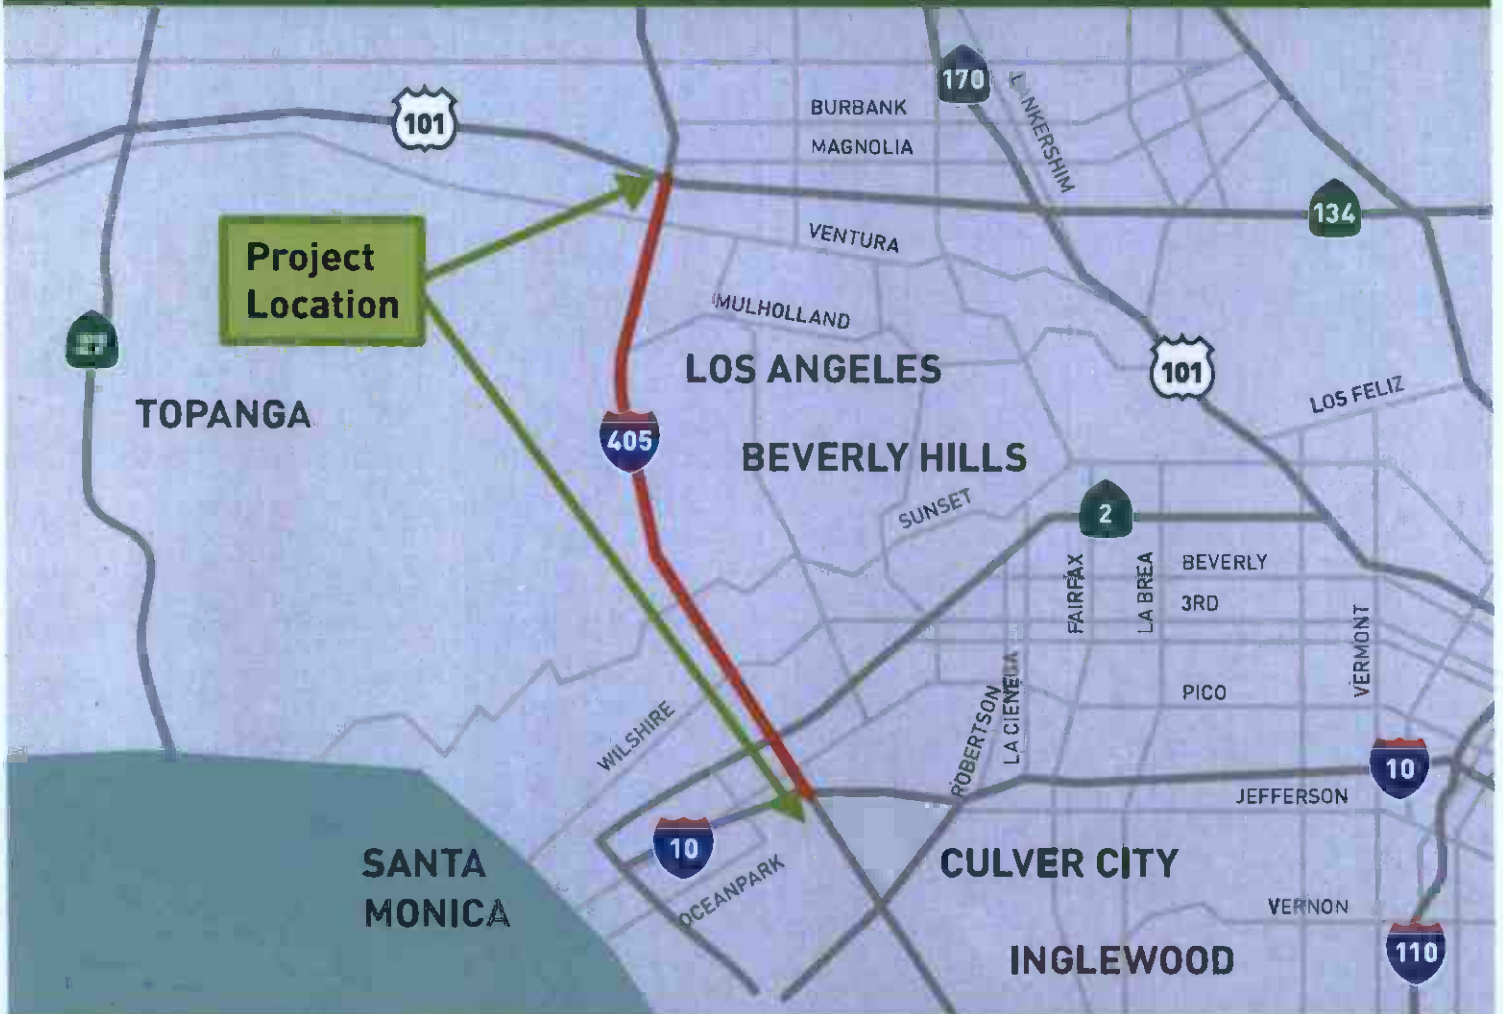 170
BURBANK
101
MAGNOLIA
LANKERSHIM
134
Project
Location
VENTURA
MULHOLLAND
27
LOS ANGELES
101
TOPANGA
LOS FELIZ
405
BEVERLY HILLS
SUNSET
2
FAIRFAX
LA BREA
BEVERLY
3RD
VERMONT
LA CIENEGA
ROBERTSON
PICO
WILSHIRE
10
JEFFERSON
10
SANTA
MONICA
OCEANPARK
CULVER CITY
VERNON
INGLEWOOD
110